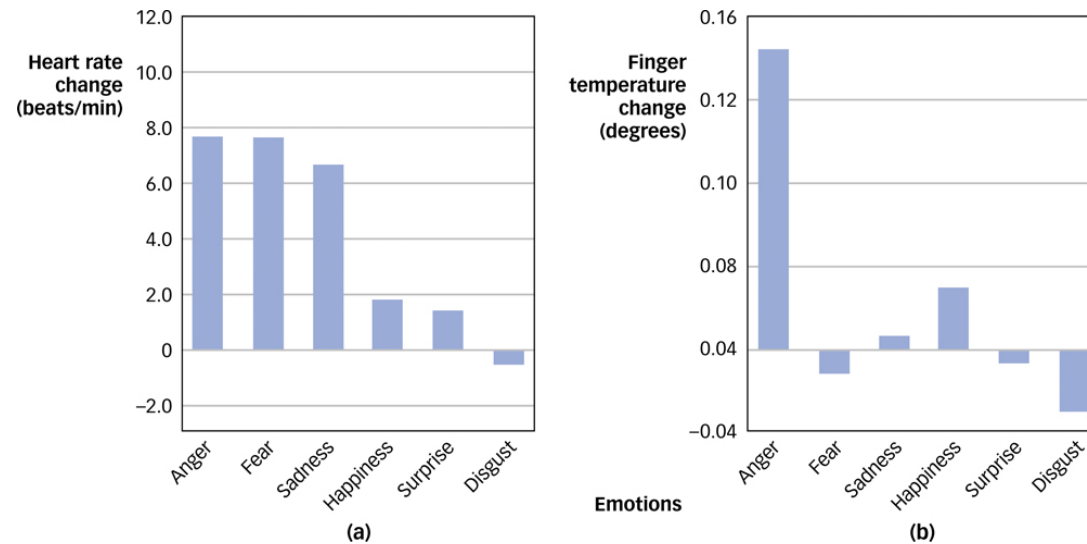 Heart rate
change
(beats/min)
12.0
10.0
8.0
6.0
4.0
2.0
0
–2.0
Anger
Fear
Sadness
Happiness
Surprise
Disgust
(a)
Finger
temperature
change
(degrees)
0.16
0.12
0.10
0.08
0.04
–0.04
Anger
Fear
Sadness
Happiness
Surprise
Disgust
Emotions
(b)